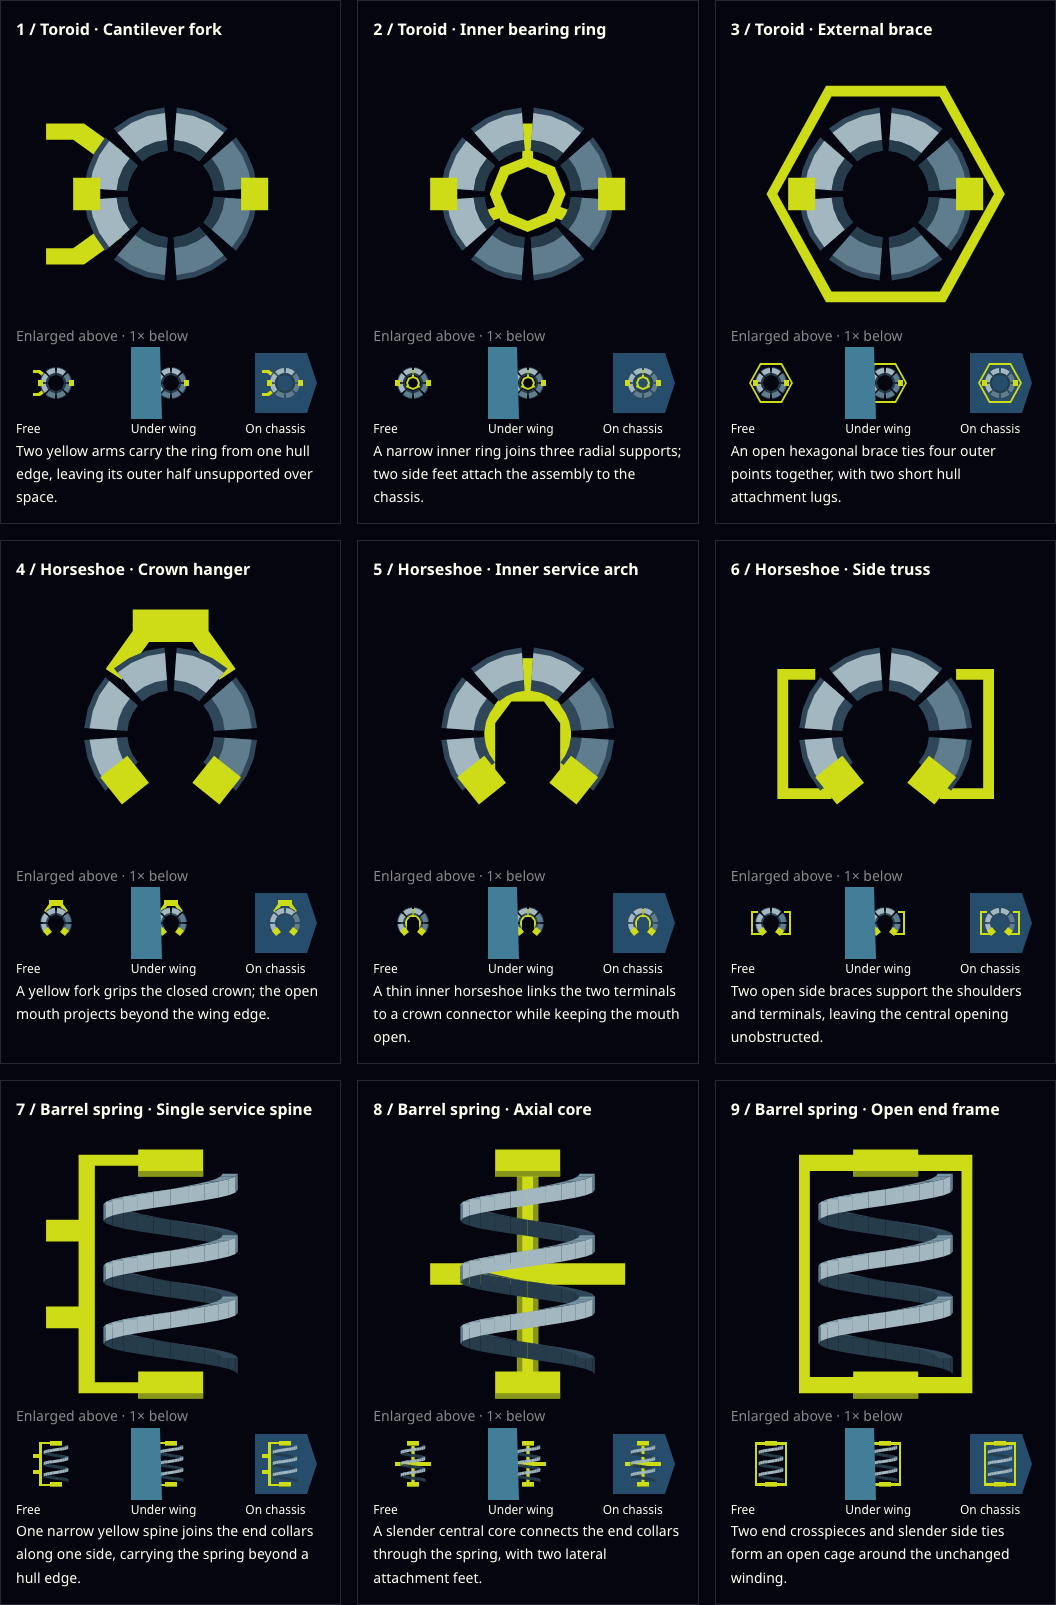 1 / Toroid · Cantilever fork
Enlarged above · 1× below
Free
Under wing
On chassis
Two yellow arms carry the ring from one hull
edge, leaving its outer half unsupported over
space.
2 / Toroid · Inner bearing ring
Enlarged above · 1× below
Free
Under wing
On chassis
A narrow inner ring joins three radial supports;
two side feet attach the assembly to the
chassis.
3 / Toroid · External brace
Enlarged above · 1× below
Free
Under wing
On chassis
An open hexagonal brace ties four outer
points together, with two short hull
attachment lugs.
4 / Horseshoe · Crown hanger
Enlarged above · 1× below
Free
Under wing
On chassis
A yellow fork grips the closed crown; the open
mouth projects beyond the wing edge.
5 / Horseshoe · Inner service arch
Enlarged above · 1× below
Free
Under wing
On chassis
A thin inner horseshoe links the two terminals
to a crown connector while keeping the mouth
open.
6 / Horseshoe · Side truss
Enlarged above · 1× below
Free
Under wing
On chassis
Two open side braces support the shoulders
and terminals, leaving the central opening
unobstructed.
7 / Barrel spring · Single service spine
Enlarged above · 1× below
Free
Under wing
On chassis
One narrow yellow spine joins the end collars
along one side, carrying the spring beyond a
hull edge.
8 / Barrel spring · Axial core
Enlarged above · 1× below
Free
Under wing
On chassis
A slender central core connects the end collars
through the spring, with two lateral
attachment feet.
9 / Barrel spring · Open end frame
Enlarged above · 1× below
Free
Under wing
On chassis
Two end crosspieces and slender side ties
form an open cage around the unchanged
winding.